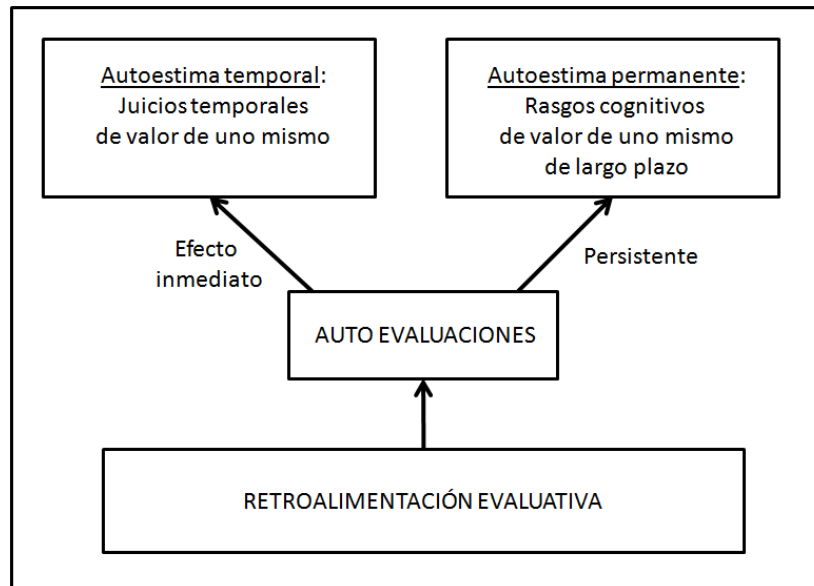 Autoestima temporal:
Juicios temporales
de valor de uno mismo
Autoestima permanente:
Rasgos cognitivos
de valor de uno mismo
de largo plazo
Efecto
inmediato
Persistente
AUTO EVALUACIONES
RETROALIMENTACIÓN EVALUATIVA